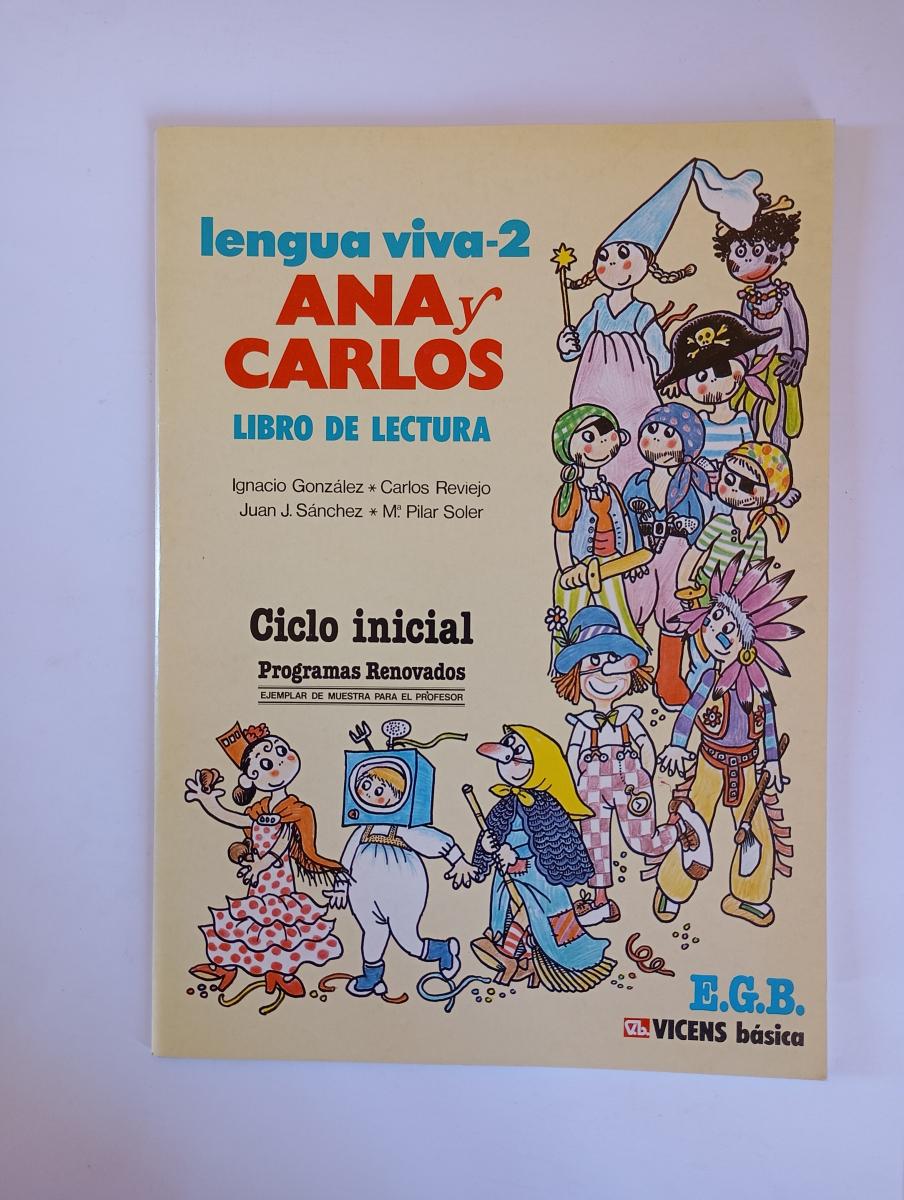 lengua viva-2
ANA y
CARLOS
LIBRO DE LECTURA
Ignacio González * Carlos Reviejo
Juan J. Sánchez * Mª Pilar Soler
Ciclo inicial
Programas Renovados
EJEMPLAR DE MUESTRA PARA EL PROFESOR
E.G.B.
V.b. VICENS básica